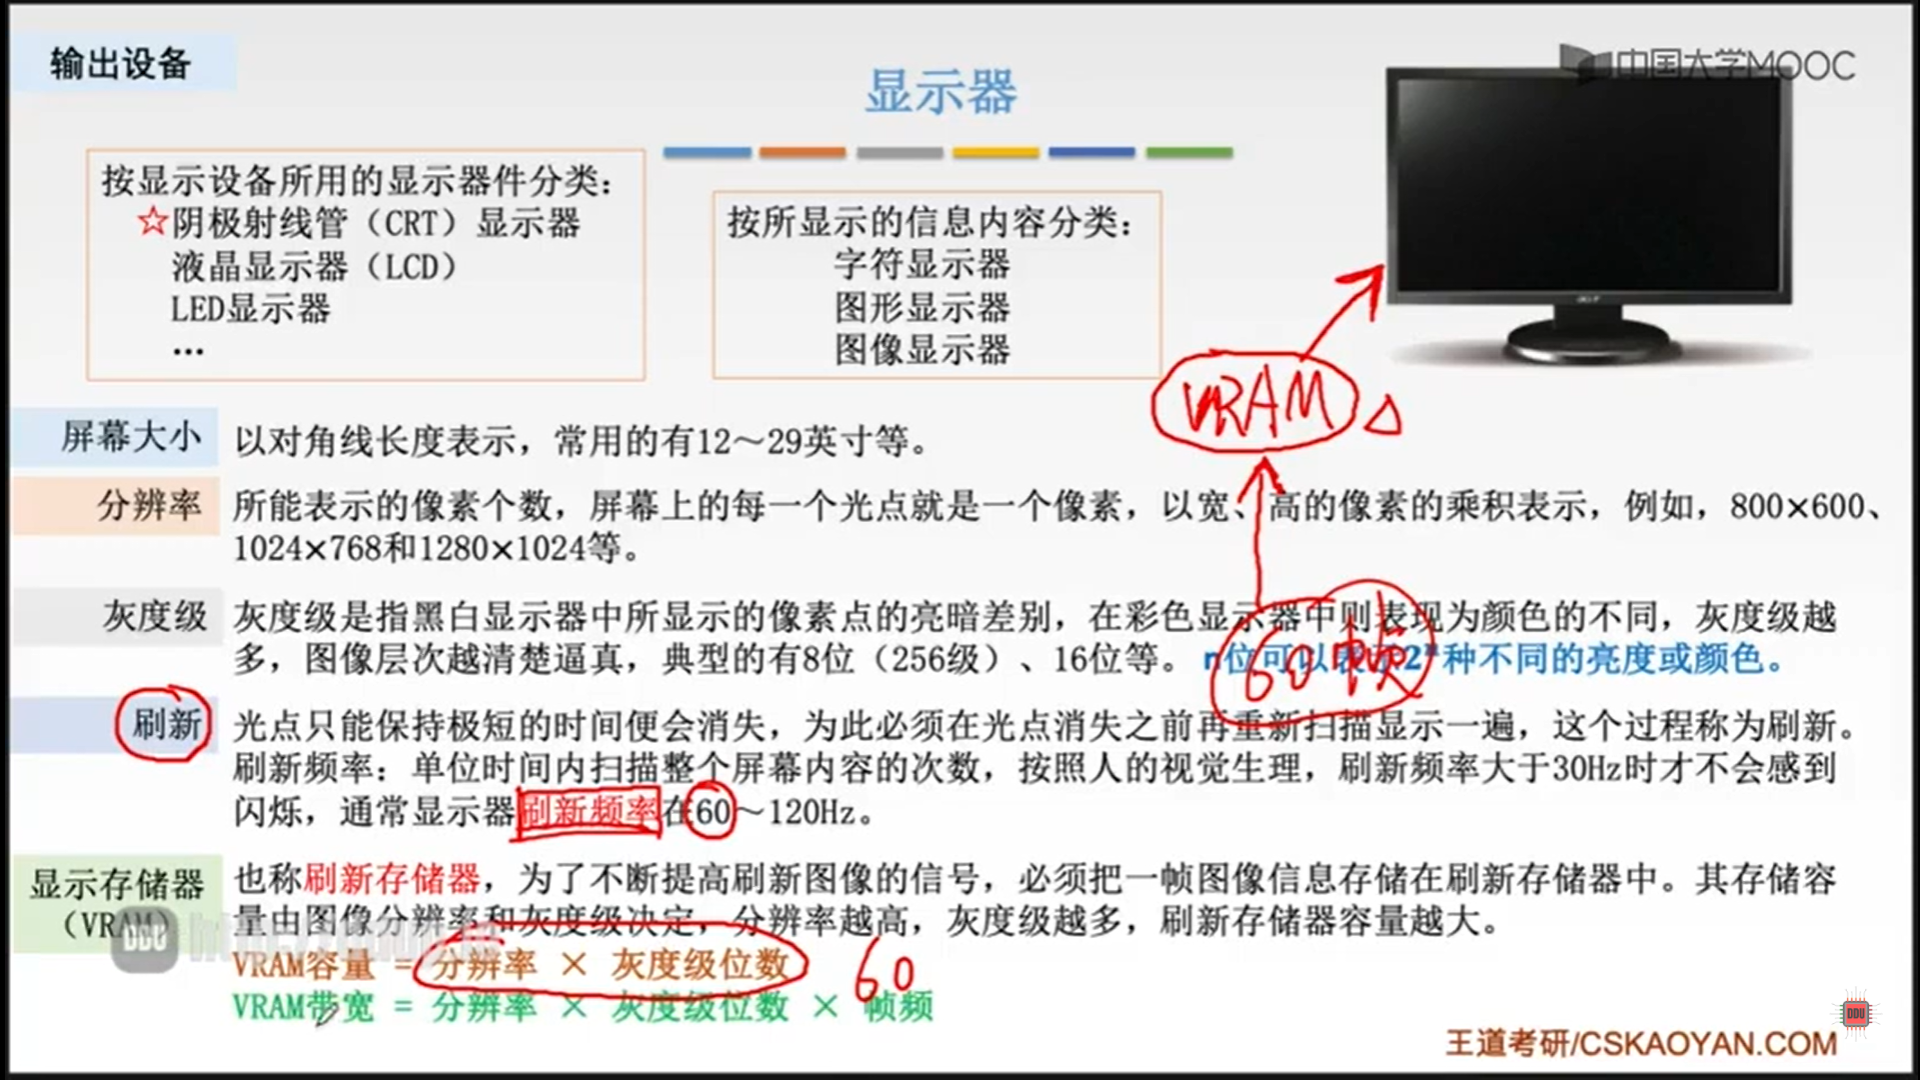 输出设备
中国大学MOOC
显示器
按显示设备所用的显示器件分类：
☆阴极射线管（CRT）显示器
液晶显示器（LCD）
LED显示器
…
按所显示的信息内容分类：
字符显示器
图形显示器
图像显示器
acer
VRAM △
屏幕大小
以对角线长度表示，常用的有12～29英寸等。
分辨率
所能表示的像素个数，屏幕上的每一个光点就是一个像素，以宽、高的像素的乘积表示，例如，800×600、
1024×768和1280×1024等。
灰度级
灰度级是指黑白显示器中所显示的像素点的亮暗差别，在彩色显示器中则表现为颜色的不同，灰度级越
多，图像层次越清楚逼真，典型的有8位（256级）、16位等。 n位可以表示2ⁿ种不同的亮度或颜色。
60帧
刷新
光点只能保持极短的时间便会消失，为此必须在光点消失之前再重新扫描显示一遍，这个过程称为刷新。
刷新频率：单位时间内扫描整个屏幕内容的次数，按照人的视觉生理，刷新频率大于30Hz时才不会感到
闪烁，通常显示器刷新频率在60～120Hz。
显示存储器
（VRAM）
也称刷新存储器，为了不断提高刷新图像的信号，必须把一帧图像信息存储在刷新存储器中。其存储容
量由图像分辨率和灰度级决定，分辨率越高，灰度级越多，刷新存储器容量越大。
VRAM容量 = 分辨率 × 灰度级位数
60
VRAM带宽 = 分辨率 × 灰度级位数 × 帧频
DDU
DDU
王道考研/CSKAOYAN.COM